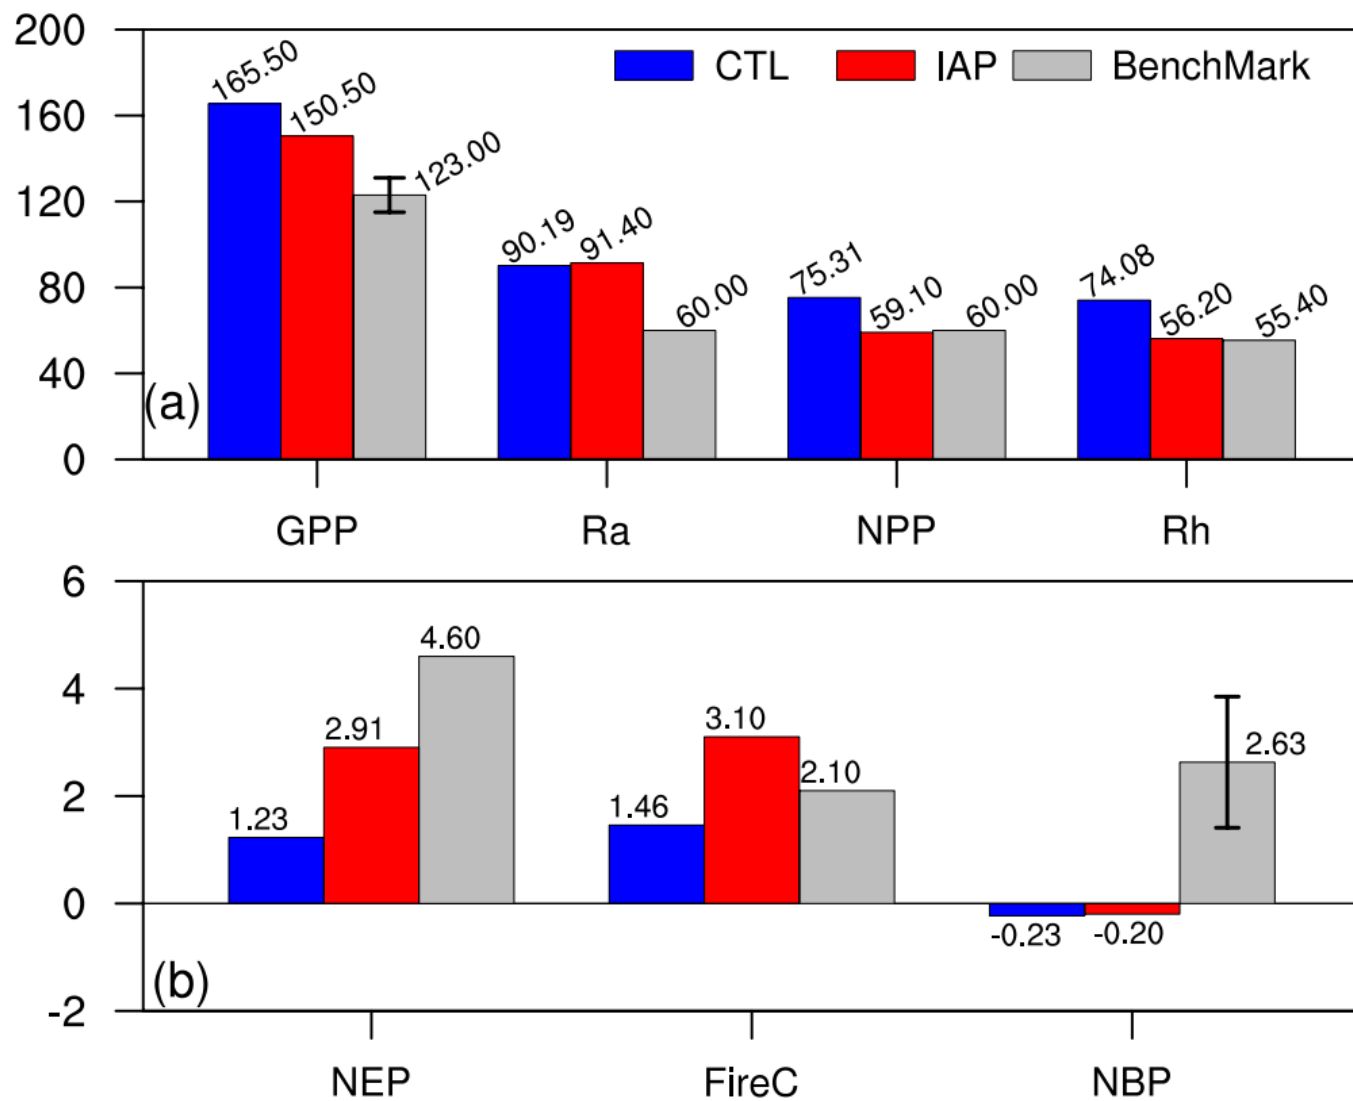 200
160
120
80
40
0
CTL IAP BenchMark
165.50 150.50 123.00
90.19 91.40 60.00
75.31 59.10 60.00
74.08 56.20 55.40
(a)
GPP Ra NPP Rh
6
4
2
0
-2
1.23 2.91 4.60
1.46 3.10 2.10
-0.23 -0.20 2.63
(b)
NEP FireC NBP